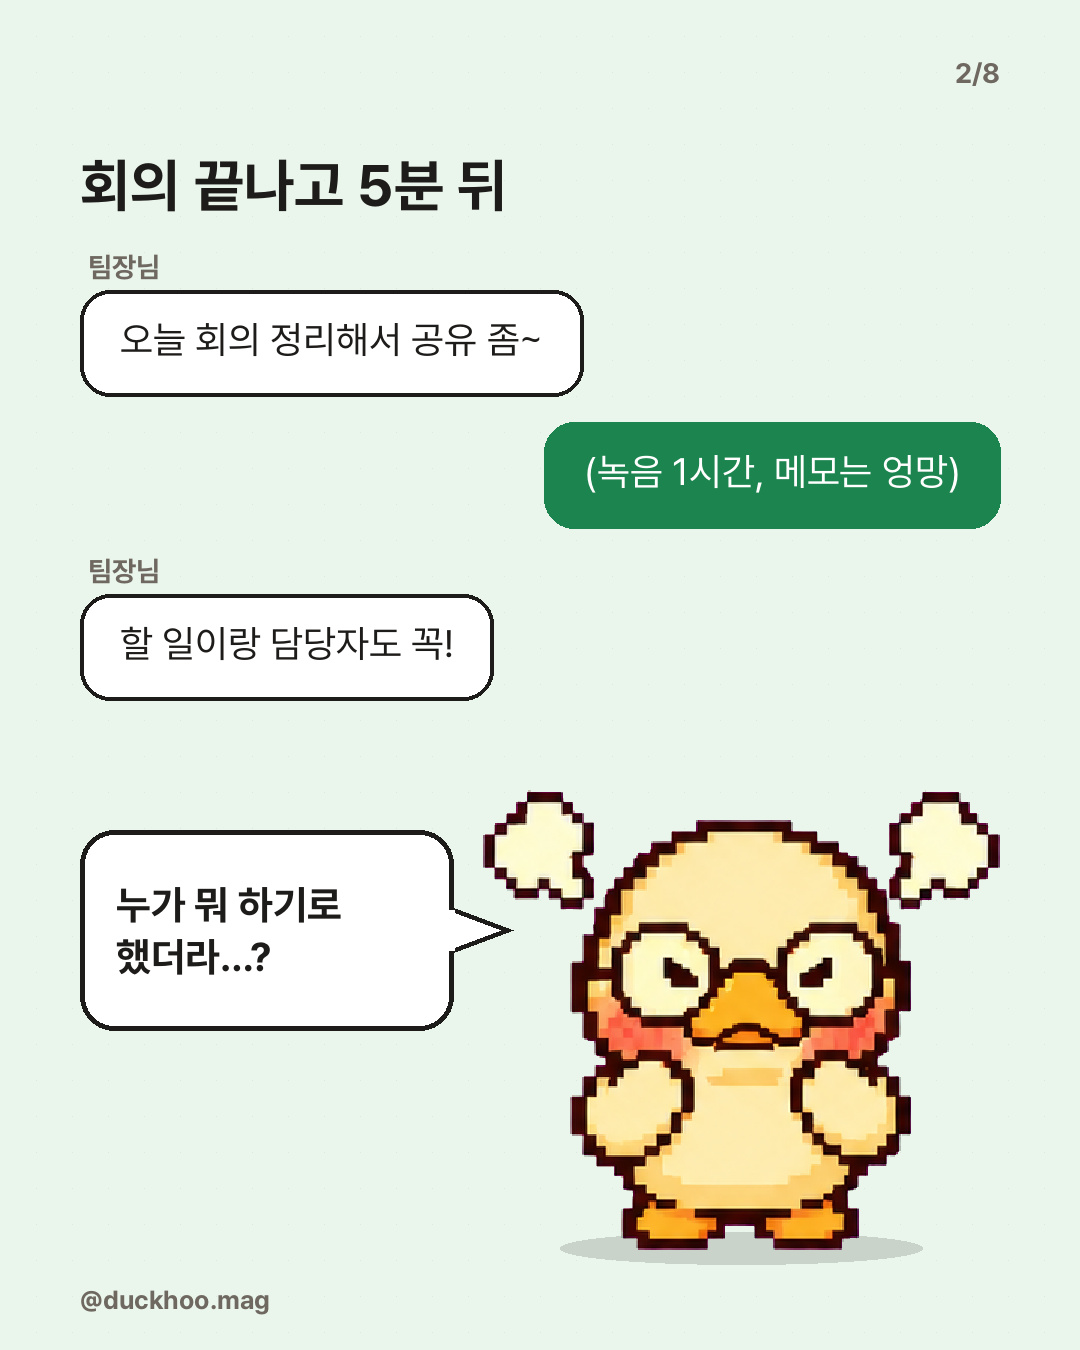 2/8
회의 끝나고 5분 뒤
팀장님
오늘 회의 정리해서 공유 좀~
(녹음 1시간, 메모는 엉망)
팀장님
할 일이랑 담당자도 꼭!
누가 뭐 하기로
했더라...?
@duckhoo.mag